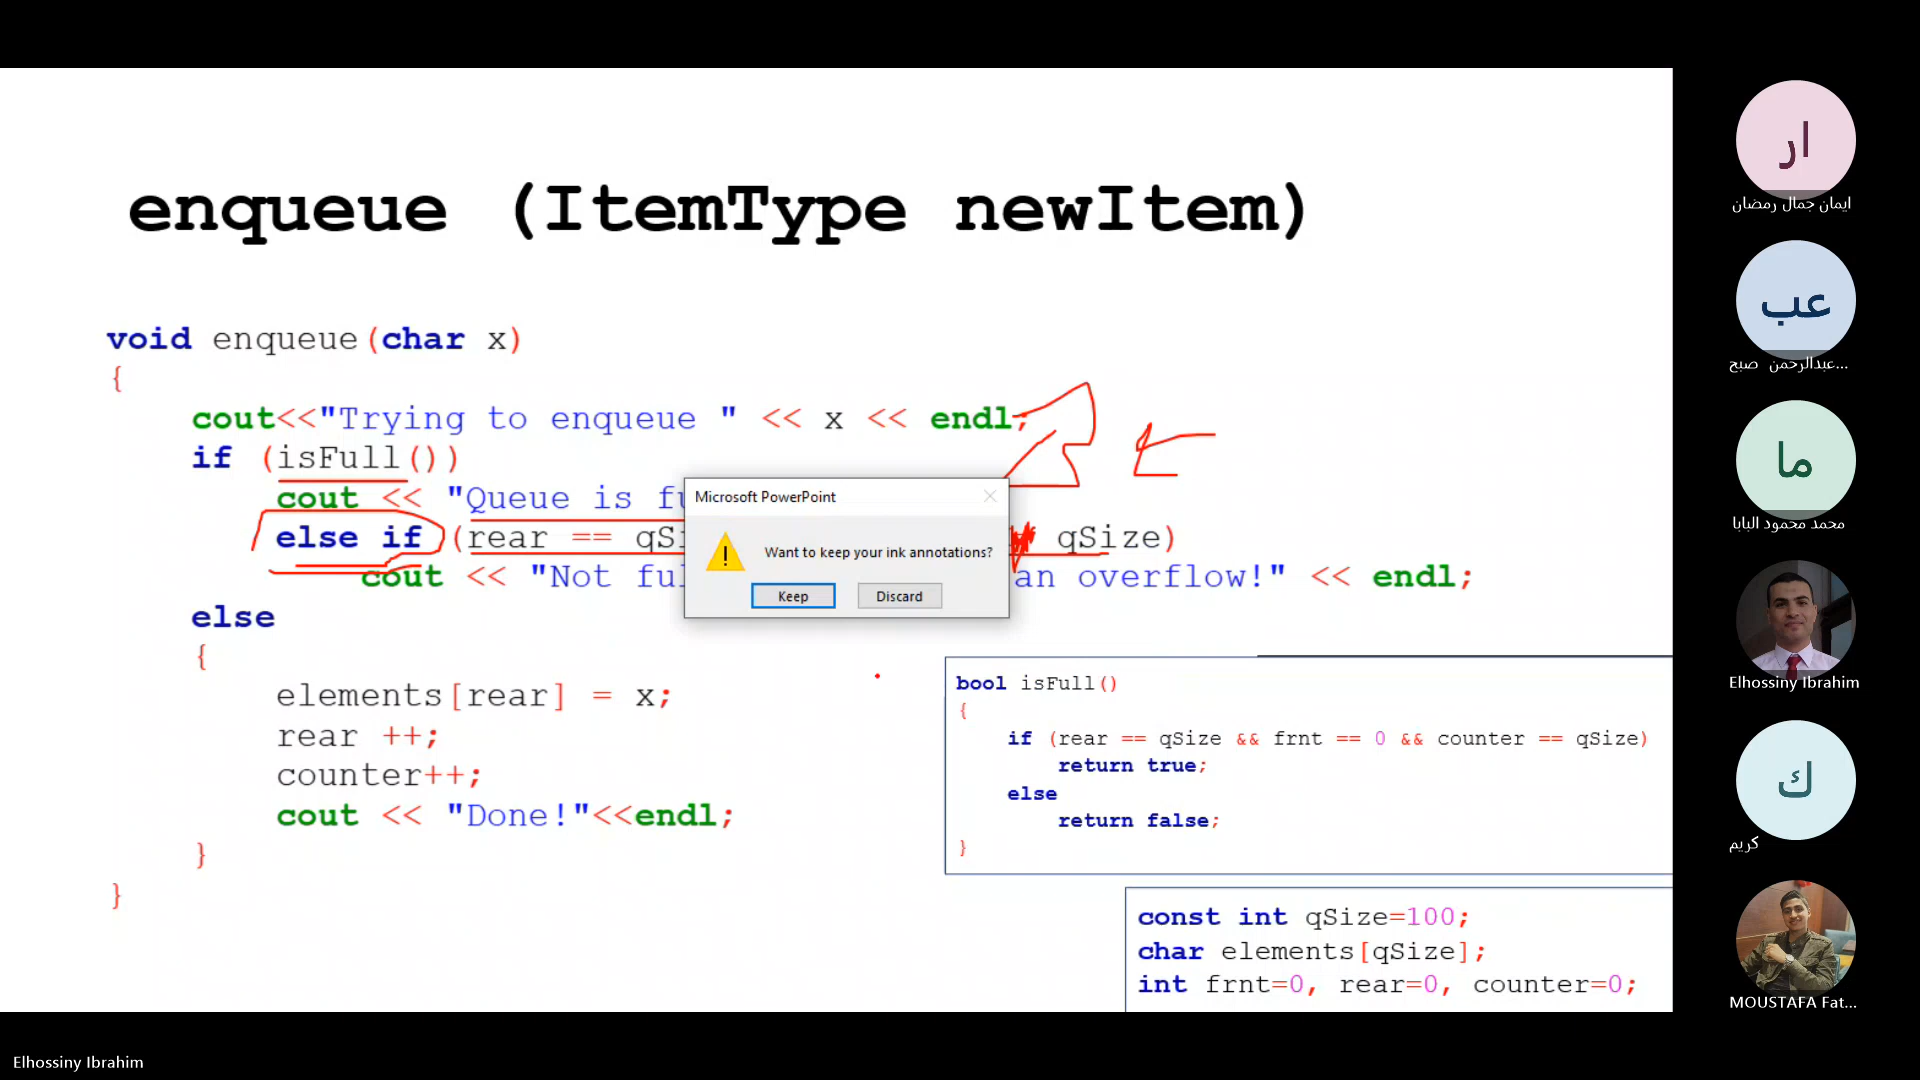 enqueue (ItemType newItem)
void enqueue(char x)
{
cout<<"Trying to enqueue " << x << endl;
if (isFull())
cout << "Queue is fu
else if (rear == qSi qSize)
cout << "Not ful an overflow!" << endl;
else
{
elements[rear] = x;
rear ++;
counter++;
cout << "Done!"<<endl;
}
}
Microsoft PowerPoint
Want to keep your ink annotations?
Keep
Discard
bool isFull()
{
if (rear == qSize && frnt == 0 && counter == qSize)
return true;
else
return false;
}
const int qSize=100;
char elements[qSize];
int frnt=0, rear=0, counter=0;
ار
ايمان جمال رمضان
عب
عبدالرحمن صبح...
ما
محمد محمود البابا
Elhossiny Ibrahim
ك
كريم
MOUSTAFA Fat...
Elhossiny Ibrahim